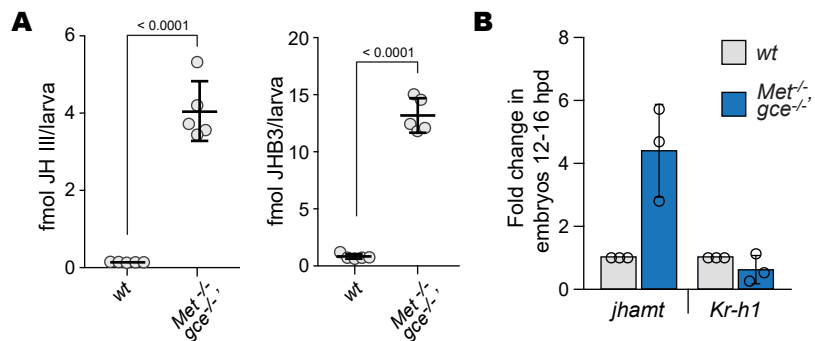 A
fmol JH III/larva
6
4
2
0
< 0.0001
wt
Met -/-,
gce-/-,
fmol JHB3/larva
20
15
10
5
0
< 0.0001
wt
Met -/-,
gce-/-,
B
Fold change in
embryos 12-16 hpd
8
6
4
2
0
wt
Met-/-,
gce-/-,
jhamt
Kr-h1